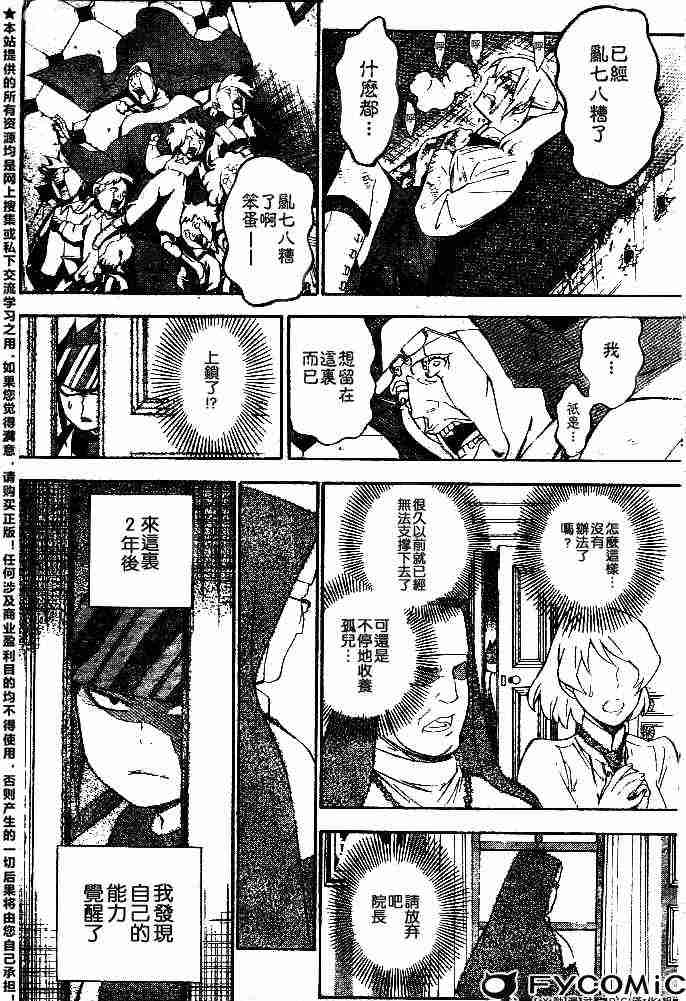 已經
亂七八糟了
什麼都…
呼
呼
呼
呼
亂七八糟
了啊
笨蛋——
我…
祇是…
想留在
這裏
而已
上鎖了!?
怎麼這樣…
沒有
辦法了
嗎?
很久以前就已經
無法支撐下去了
可還是
不停地收養
孤兒…
請放弃
吧
院長
來這裏
2年後
我發現
自己的
能力
覺醒了
★本站提供的所有资源均是网上搜集或私下交流学习之用,如果您觉得满意,请购买正版!任何涉及商业盈利目的均不得使用,否则产生的一切后果将由您自己承担!
FYCOMIC